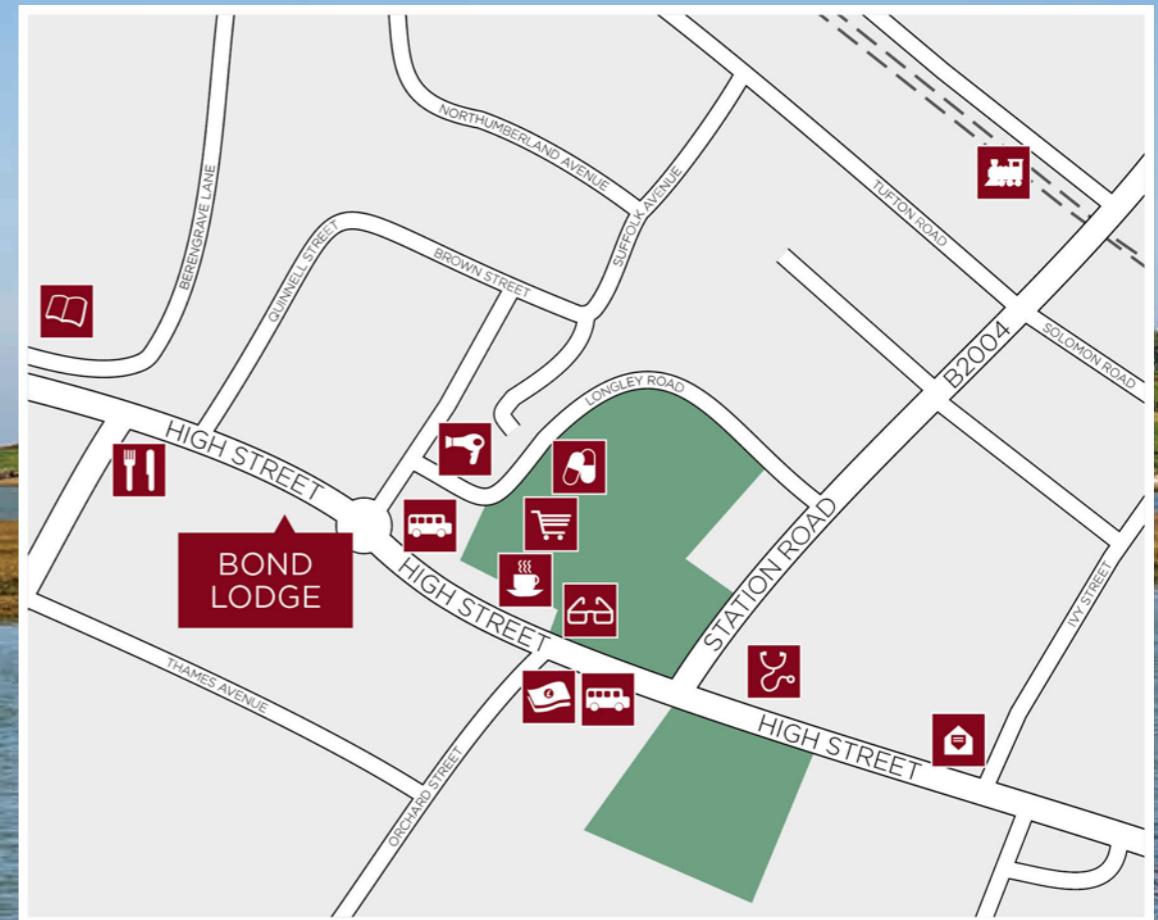 NORTHUMBERLAND AVENUE
BERENGRAVE LANE
SUFFOLK AVENUE
TUFTON ROAD
QUINNELL STREET
BROWN STREET
B2004
SOLOMON ROAD
LONGLEY ROAD
HIGH STREET
BOND
LODGE
HIGH STREET
STATION ROAD
IVY STREET
THAMES AVENUE
£
HIGH STREET
ORCHARD STREET